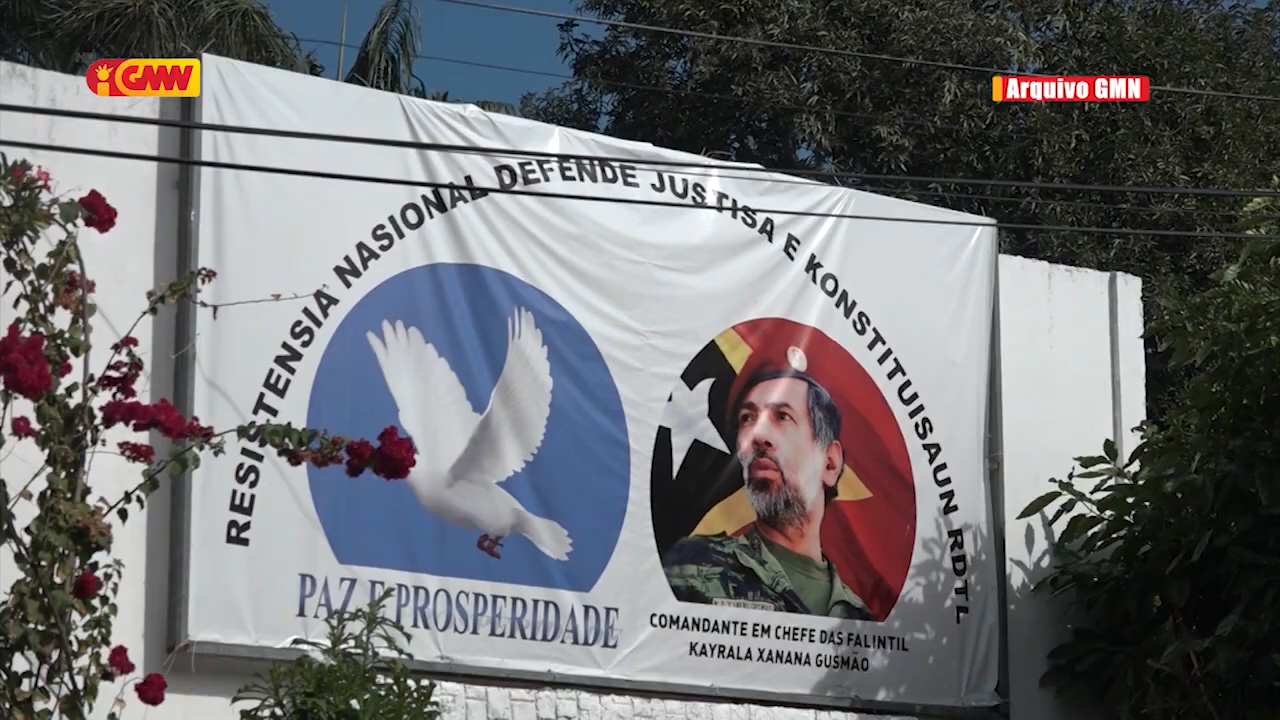 GMN
Arquivo GMN
RESISTENSIA NASIONAL DEFENDE JUSTISA E KONSTITUISAUN RDTL
PAZ E PROSPERIDADE
COMANDANTE EM CHEFE DAS FALINTIL
KAYRALA XANANA GUSMÃO